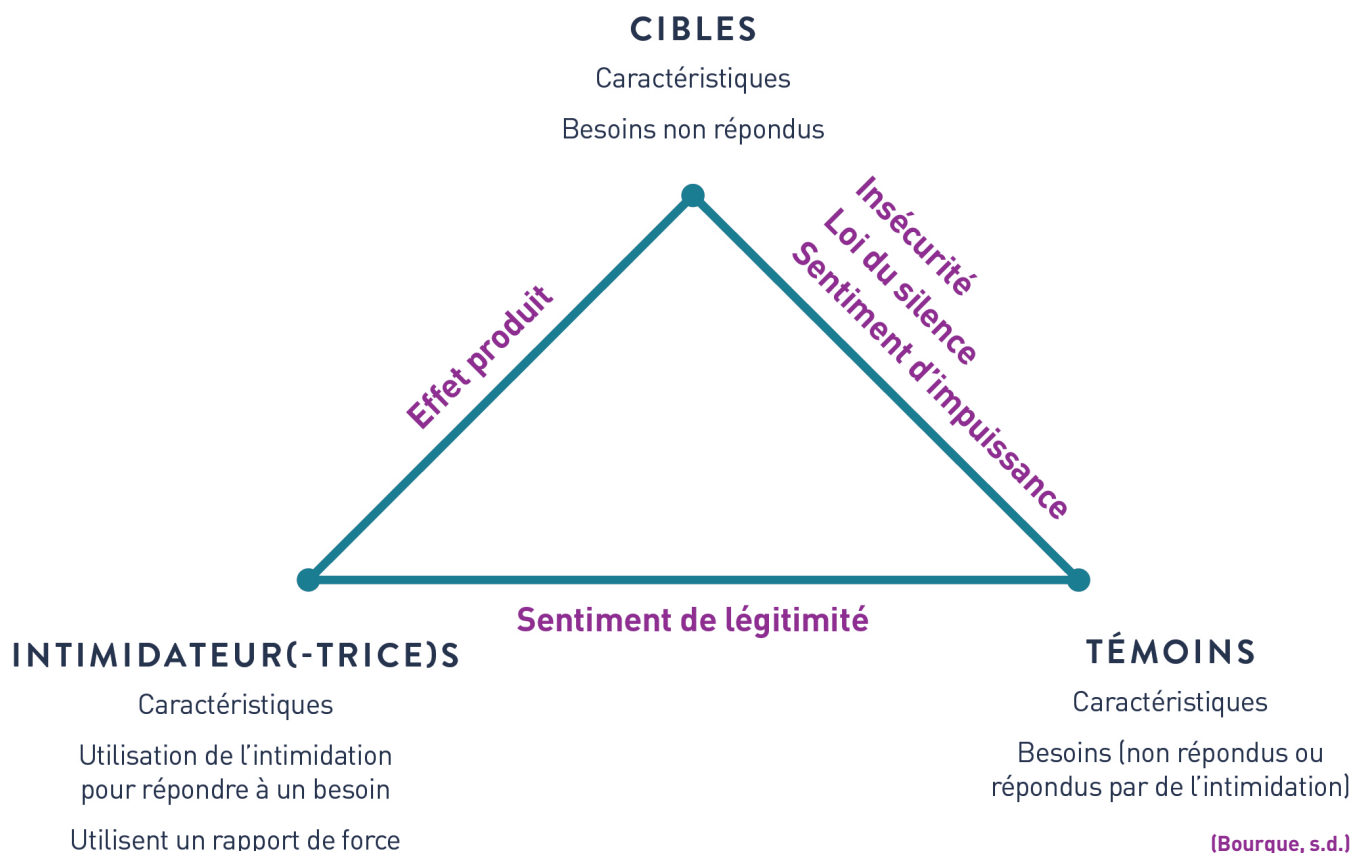 CIBLES
Caractéristiques
Besoins non répondus
Effet produit
Insécurité
Loi du silence
Sentiment d'impuissance
Sentiment de légitimité
INTIMIDATEUR(-TRICE)S
Caractéristiques
Utilisation de l'intimidation
pour répondre à un besoin
Utilisent un rapport de force
TÉMOINS
Caractéristiques
Besoins (non répondus ou
répondus par de l'intimidation)
(Bourque, s.d.)